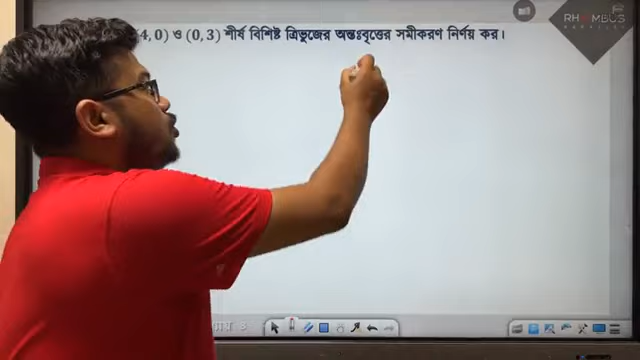 4, 0) ও (0, 3) শীর্ষ বিশিষ্ট ত্রিভুজের অন্তঃবৃত্তের সমীকরণ নির্ণয় কর।
RHOMBUS